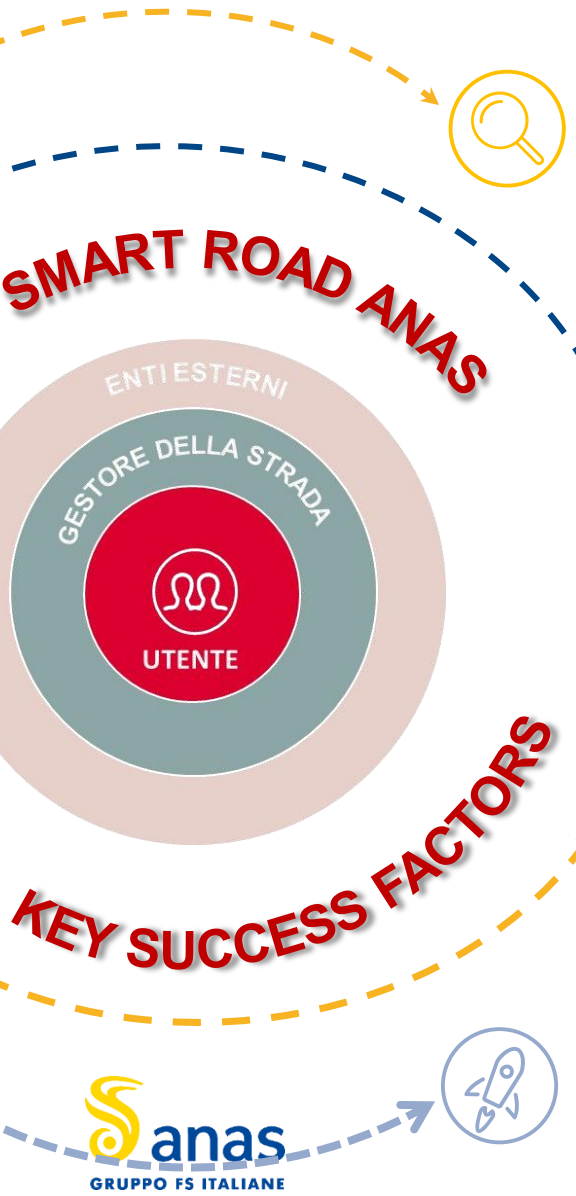 SMART ROAD ANAS
ENTI ESTERNI
GESTORE DELLA STRADA
UTENTE
KEY SUCCESS FACTORS
anas
GRUPPO FS ITALIANE